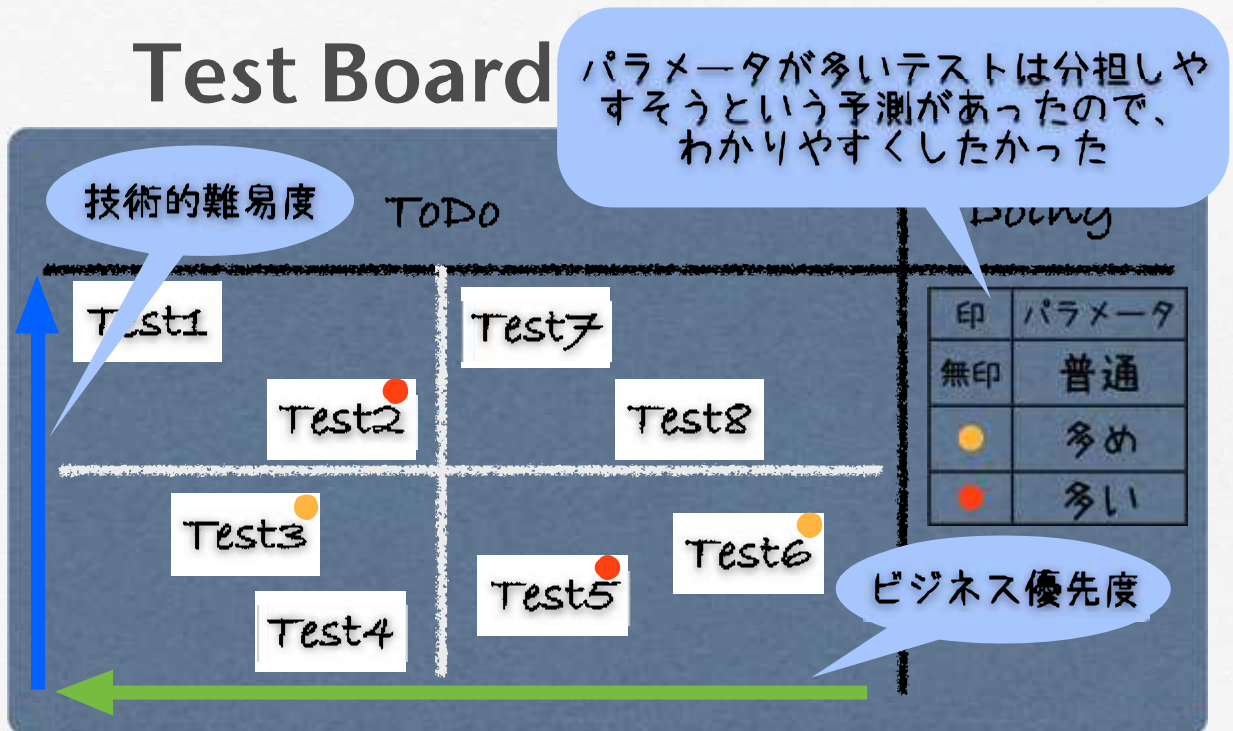 Test Board
パラメータが多いテストは分担しや
すそうという予測があったので、
わかりやすくしたかった
技術的難易度
ToDo
Doing
Test1
Test7
Test2
Test8
Test3
Test6
Test5
Test4
印 パラメータ
無印 普通
多め
多い
ビジネス優先度